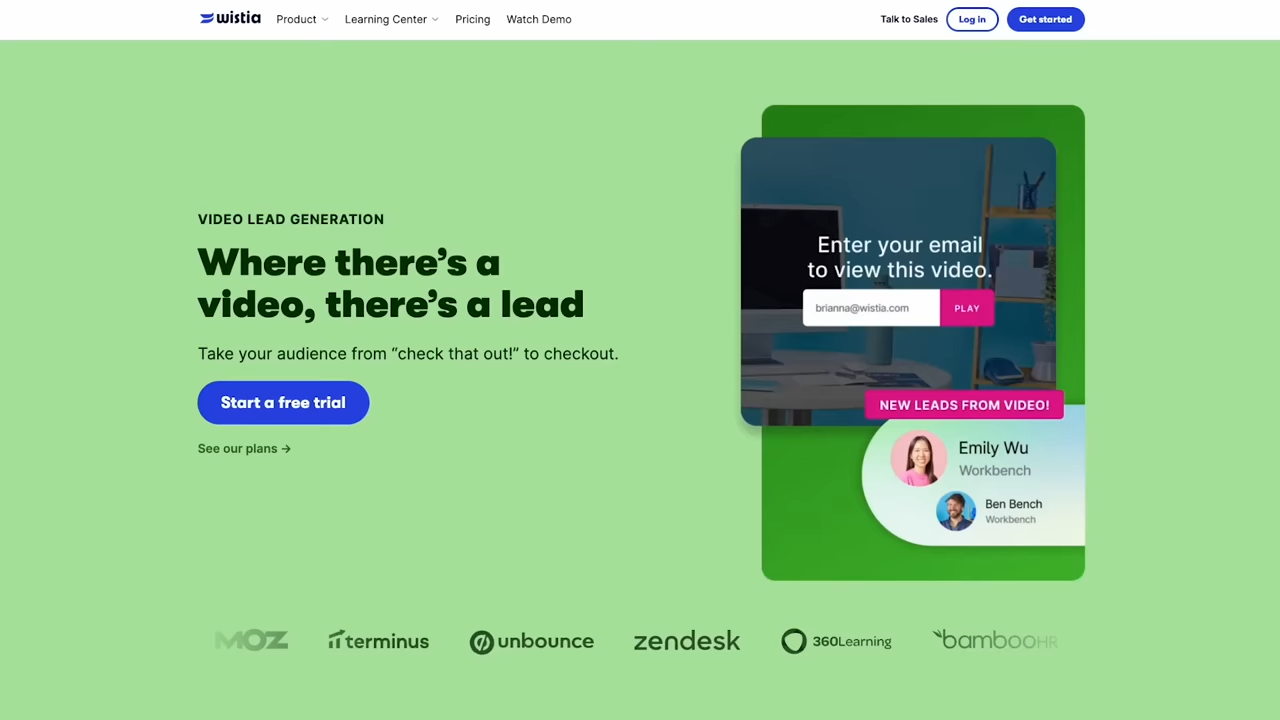 wistia Product Learning Center Pricing Watch Demo Talk to Sales Log in Get started
VIDEO LEAD GENERATION
Where there’s a
video, there’s a lead
Take your audience from “check that out!” to checkout.
Start a free trial
See our plans →
Enter your email
to view this video.
brianna@wistia.com PLAY
NEW LEADS FROM VIDEO!
Emily Wu
Workbench
Ben Bench
Workbench
MOZ terminus unbounce zendesk 360Learning bambooHR